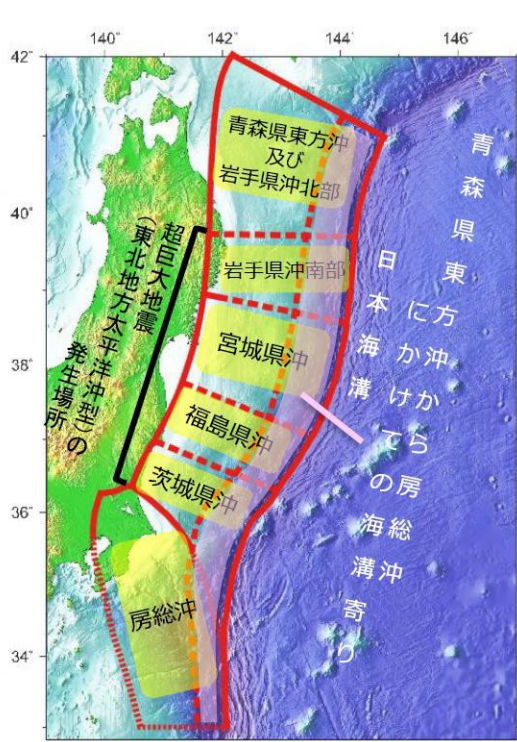 140°
142°
144°
146°
42°
40°
38°
36°
34°
青森県東方沖
及び
岩手県沖北部
岩手県沖南部
宮城県沖
福島県沖
茨城県沖
房総沖
超巨大地震
(東北地方太平洋沖型)の
発生場所
日本海溝
青森県東方沖から房総沖
にかけての海溝寄り